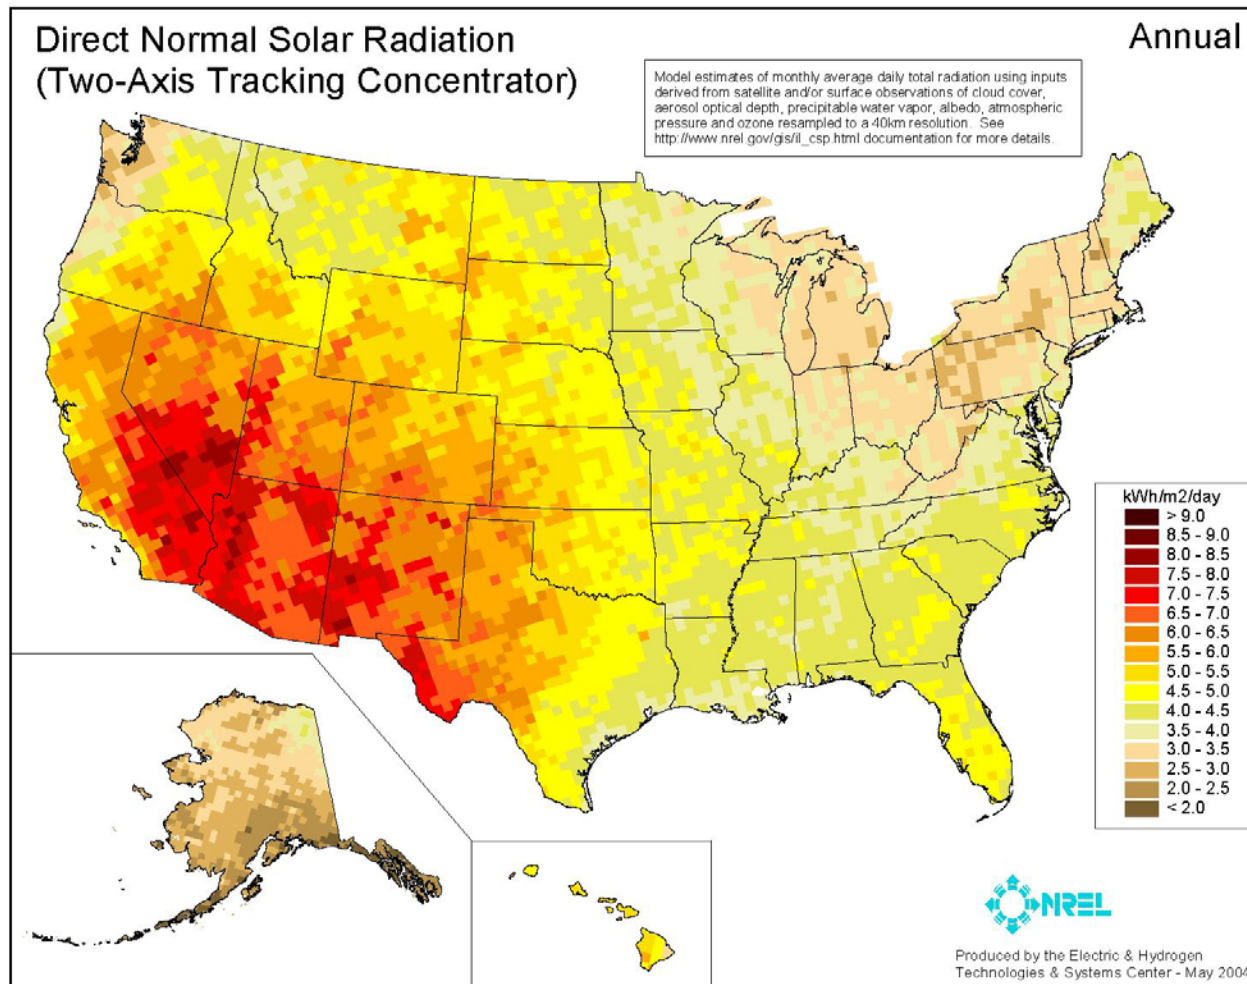 Direct Normal Solar Radiation
(Two-Axis Tracking Concentrator)
Annual
Model estimates of monthly average daily total radiation using inputs
derived from satellite and/or surface observations of cloud cover,
aerosol optical depth, precipitable water vapor, albedo, atmospheric
pressure and ozone resampled to a 40km resolution. See
http://www.nrel.gov/gis/il_csp.html documentation for more details.
kWh/m2/day
> 9.0
8.5 - 9.0
8.0 - 8.5
7.5 - 8.0
7.0 - 7.5
6.5 - 7.0
6.0 - 6.5
5.5 - 6.0
5.0 - 5.5
4.5 - 5.0
4.0 - 4.5
3.5 - 4.0
3.0 - 3.5
2.5 - 3.0
2.0 - 2.5
< 2.0
NREL
Produced by the Electric & Hydrogen
Technologies & Systems Center - May 2004